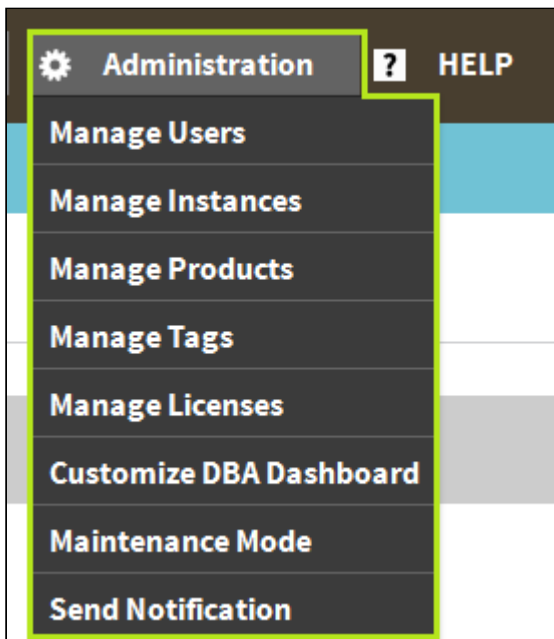 Administration ? HELP
Manage Users
Manage Instances
Manage Products
Manage Tags
Manage Licenses
Customize DBA Dashboard
Maintenance Mode
Send Notification